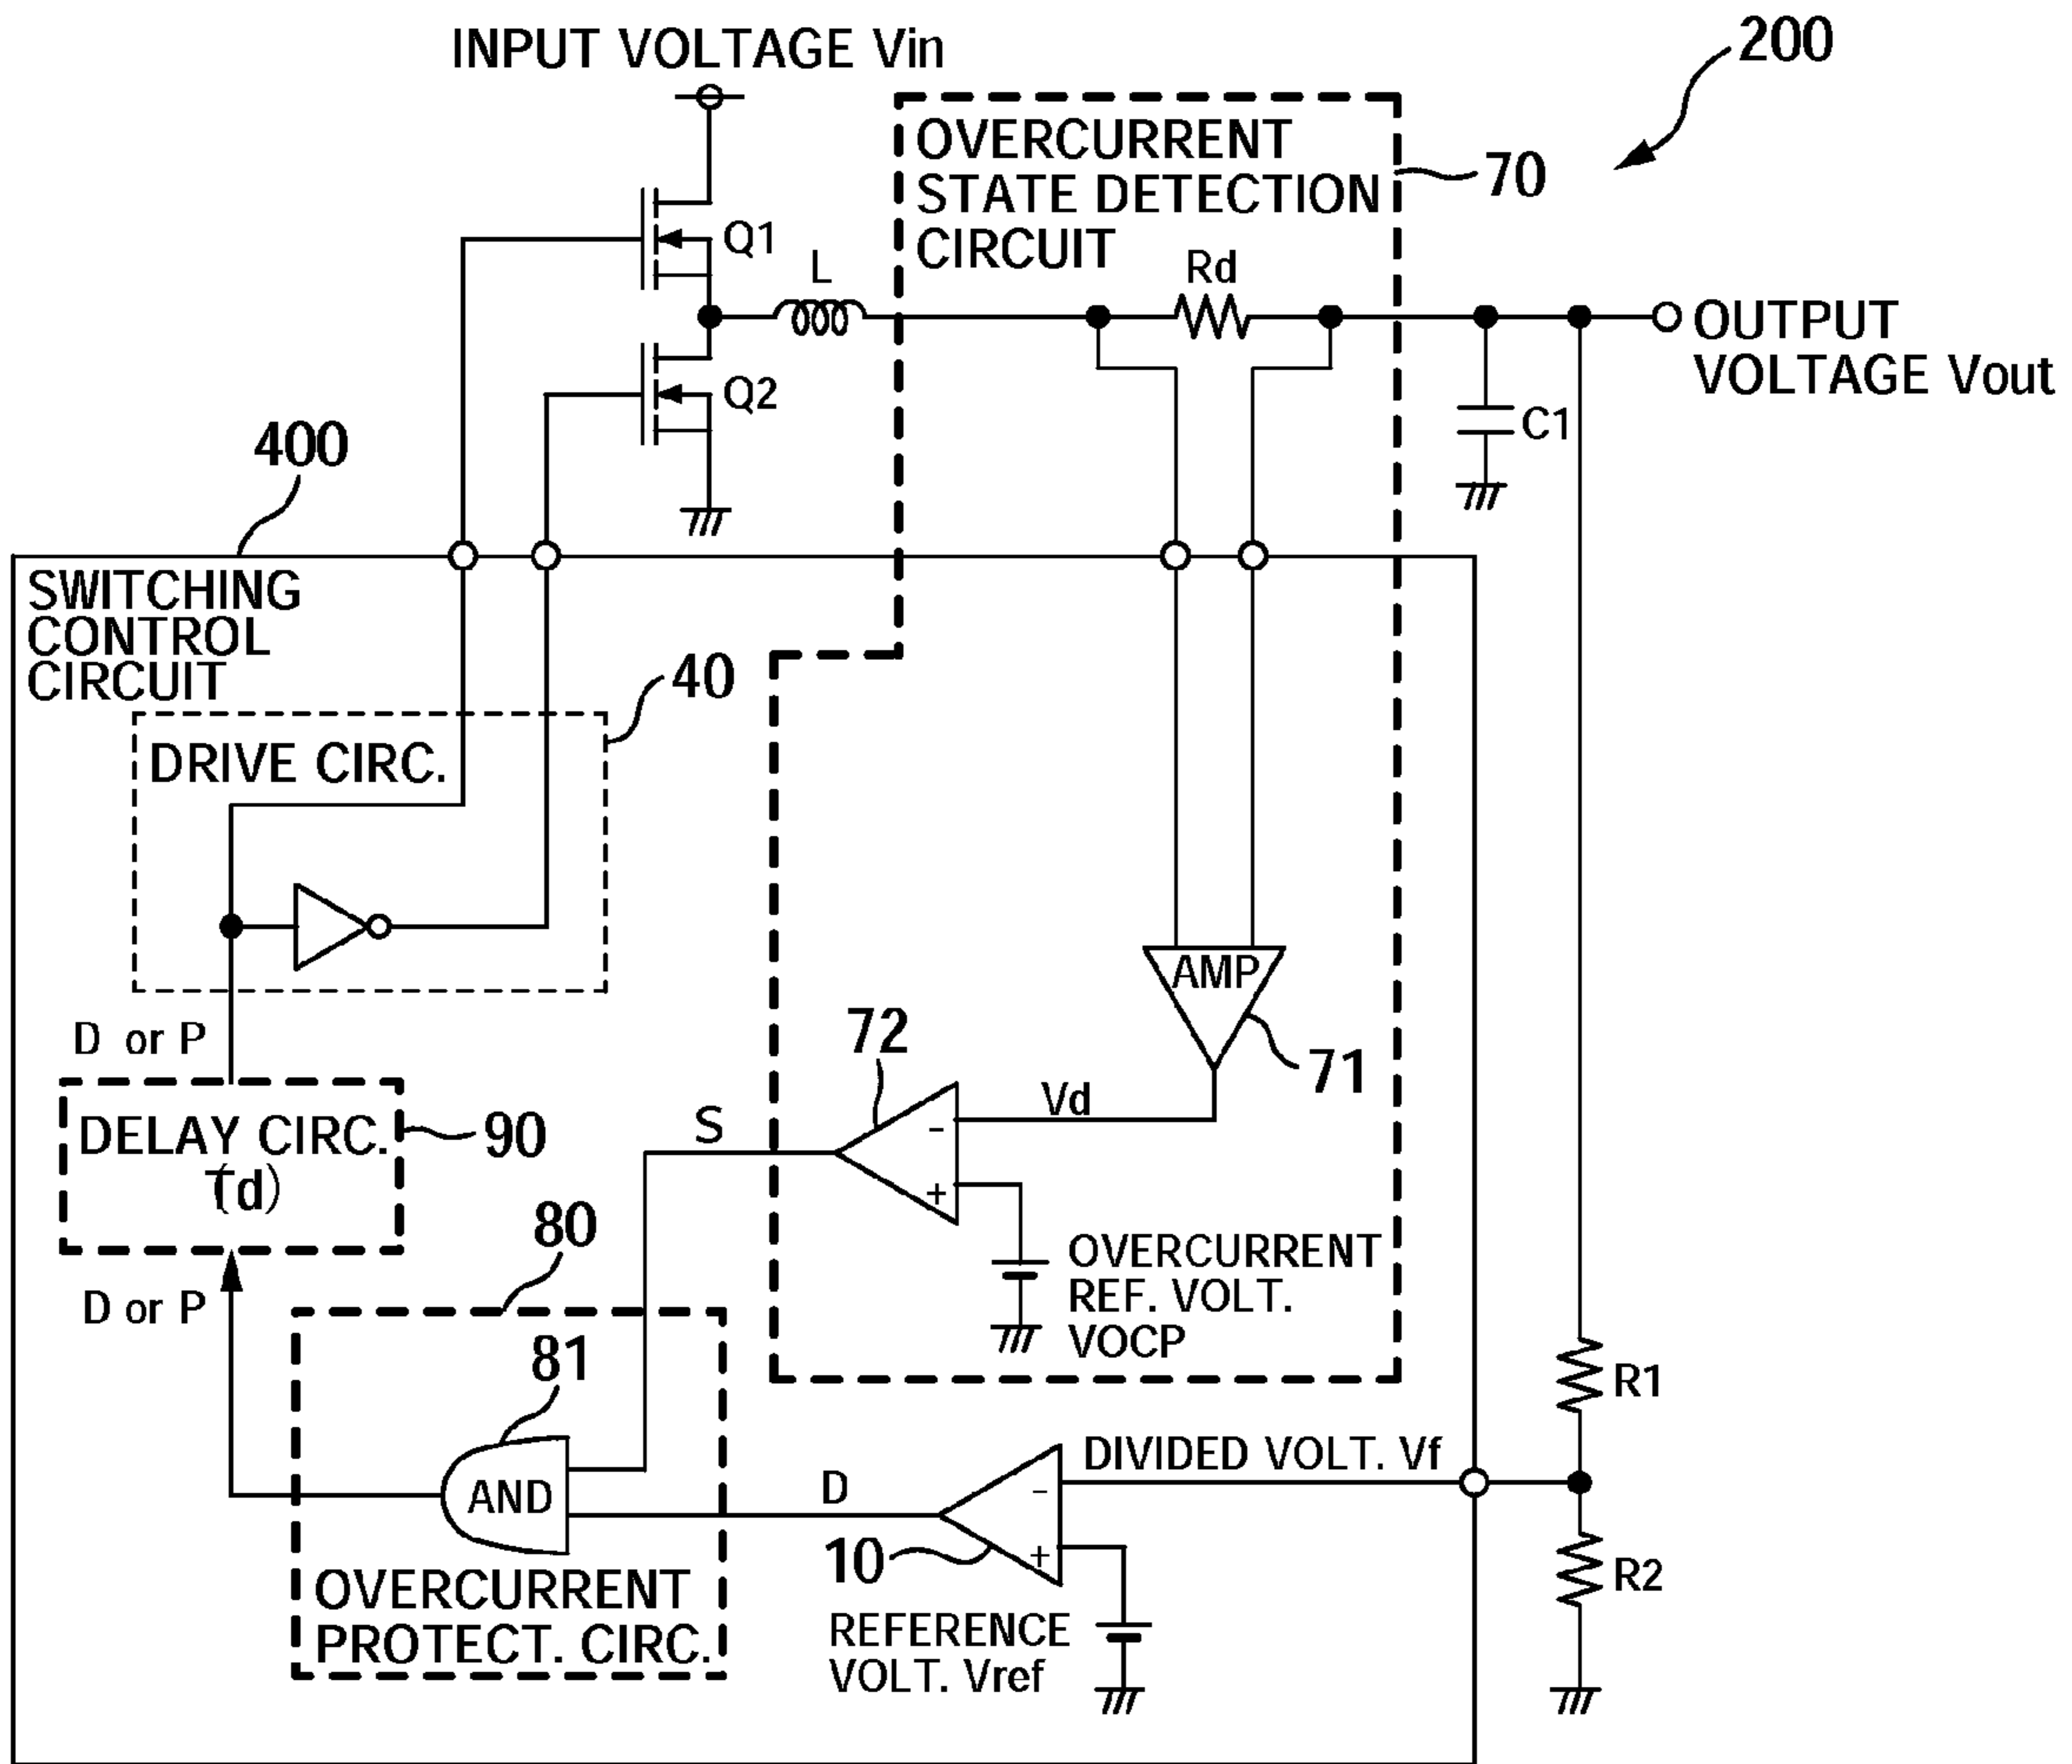 INPUT VOLTAGE Vin
200
OVERCURRENT
STATE DETECTION
CIRCUIT
70
Q1
L
Rd
OUTPUT
VOLTAGE Vout
Q2
C1
400
SWITCHING
CONTROL
CIRCUIT
40
DRIVE CIRC.
AMP
71
72
D or P
Vd
-
S
DELAY CIRC.
(Td)
90
+
80
OVERCURRENT
REF. VOLT.
VOCP
D or P
81
R1
AND
D
DIVIDED VOLT. Vf
-
10
+
R2
OVERCURRENT
PROTECT. CIRC.
REFERENCE
VOLT. Vref